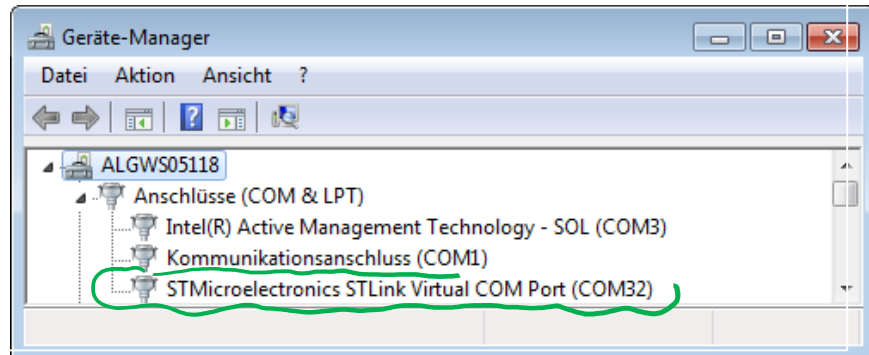 Geräte-Manager
Datei Aktion Ansicht ?
ALGWS05118
Anschlüsse (COM & LPT)
Intel(R) Active Management Technology - SOL (COM3)
Kommunikationsanschluss (COM1)
STMicroelectronics STLink Virtual COM Port (COM32)